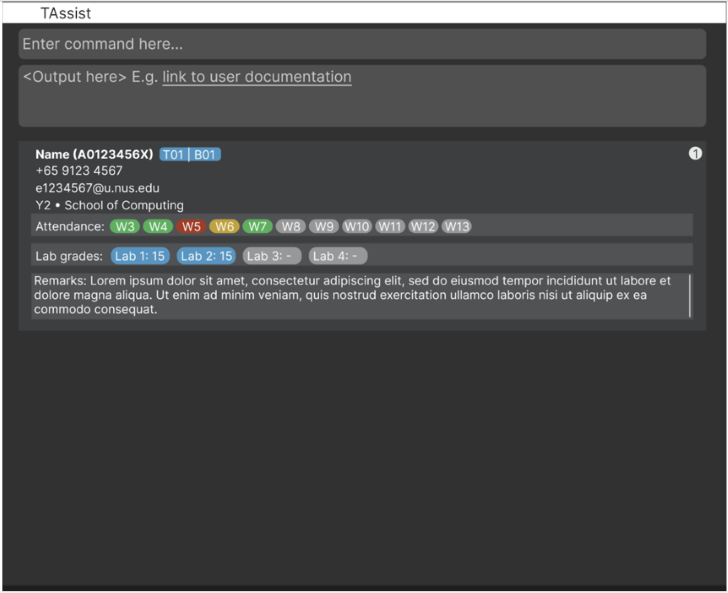 TAssist
Enter command here...
<Output here> E.g. link to user documentation
Name (A0123456X) T01 | B01 1
+65 9123 4567
e1234567@u.nus.edu
Y2 • School of Computing
Attendance: W3 W4 W5 W6 W7 W8 W9 W10 W11 W12 W13
Lab grades: Lab 1: 15 Lab 2: 15 Lab 3: - Lab 4: -
Remarks: Lorem ipsum dolor sit amet, consectetur adipiscing elit, sed do eiusmod tempor incididunt ut labore et
dolore magna aliqua. Ut enim ad minim veniam, quis nostrud exercitation ullamco laboris nisi ut aliquip ex ea
commodo consequat.